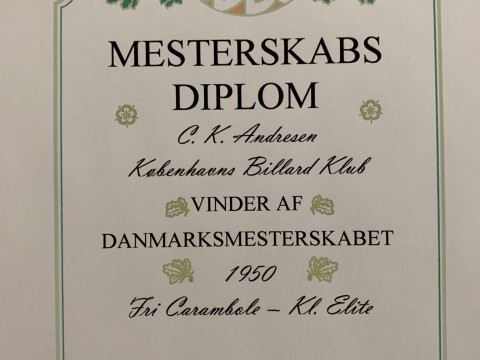 MESTERSKABS
DIPLOM
C. K. Andresen
Københavns Billard Klub
VINDER AF
DANMARKSMESTERSKABET
1950
Fri Carambole – Kl. Elite